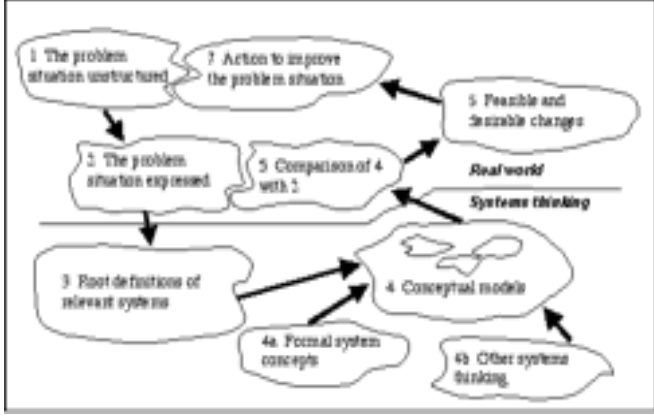 1 The problem
situation unstructured
7 Action to improve
the problem situation
6 Feasible and
desirable changes
2 The problem
situation expressed
5 Comparison of 4
with 2
Real world
Systems thinking
3 Root definitions of
relevant systems
4 Conceptual models
4a Formal system
concepts
4b Other systems
thinking